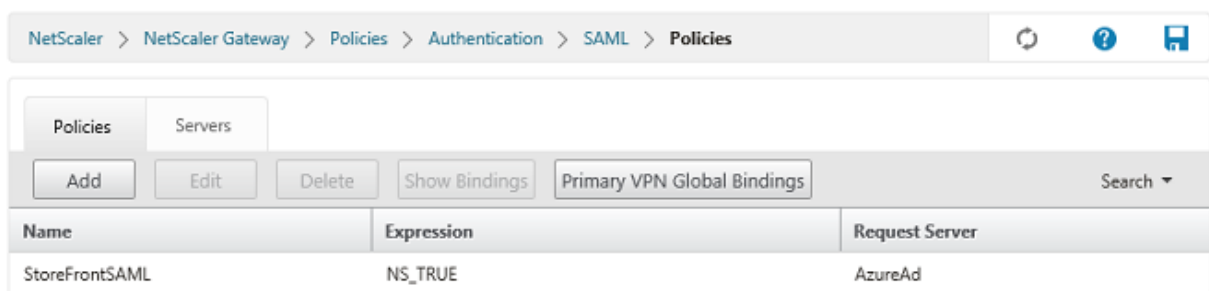 NetScaler > NetScaler Gateway > Policies > Authentication > SAML > Policies
Policies Servers
Add Edit Delete Show Bindings Primary VPN Global Bindings Search
Name Expression Request Server
StoreFrontSAML NS_TRUE AzureAd